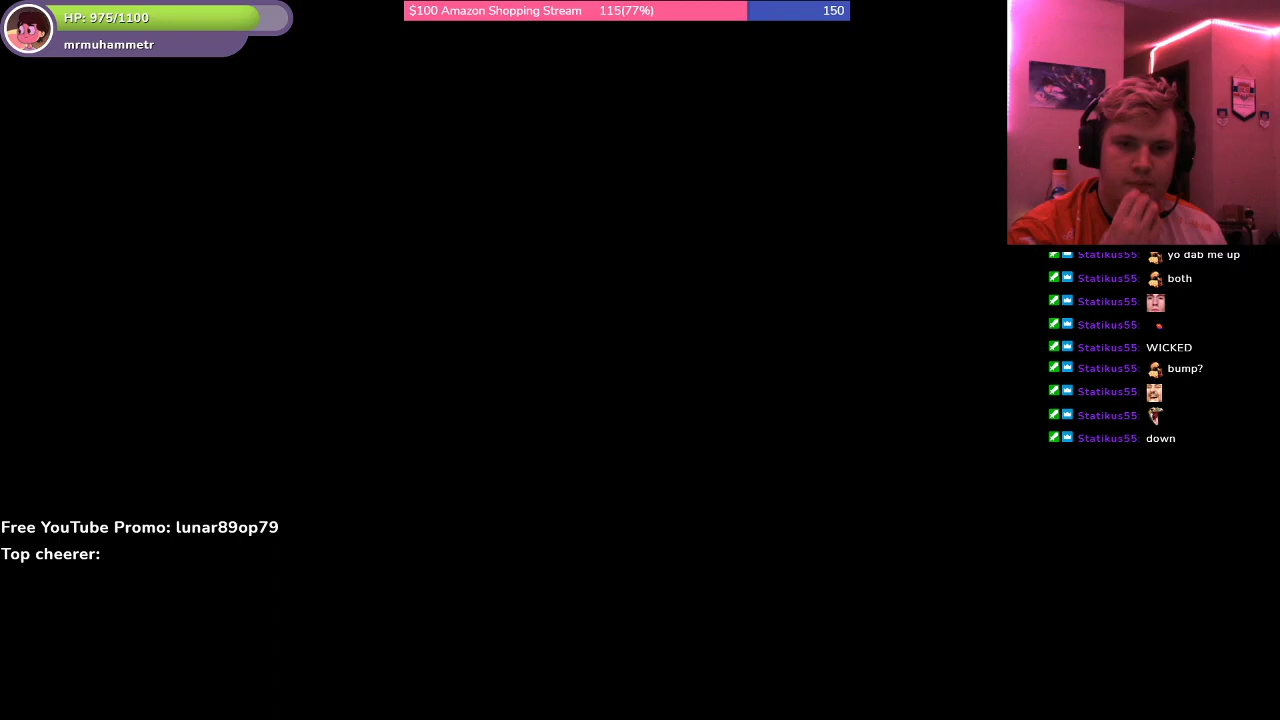 HP: 975/1100
mrmuhammetr
$100 Amazon Shopping Stream 115(77%) 150
Statikus55: yo dab me up
Statikus55: both
Statikus55:
Statikus55:
Statikus55: WICKED
Statikus55: bump?
Statikus55:
Statikus55:
Statikus55: down
Free YouTube Promo: lunar89op79
Top cheerer: